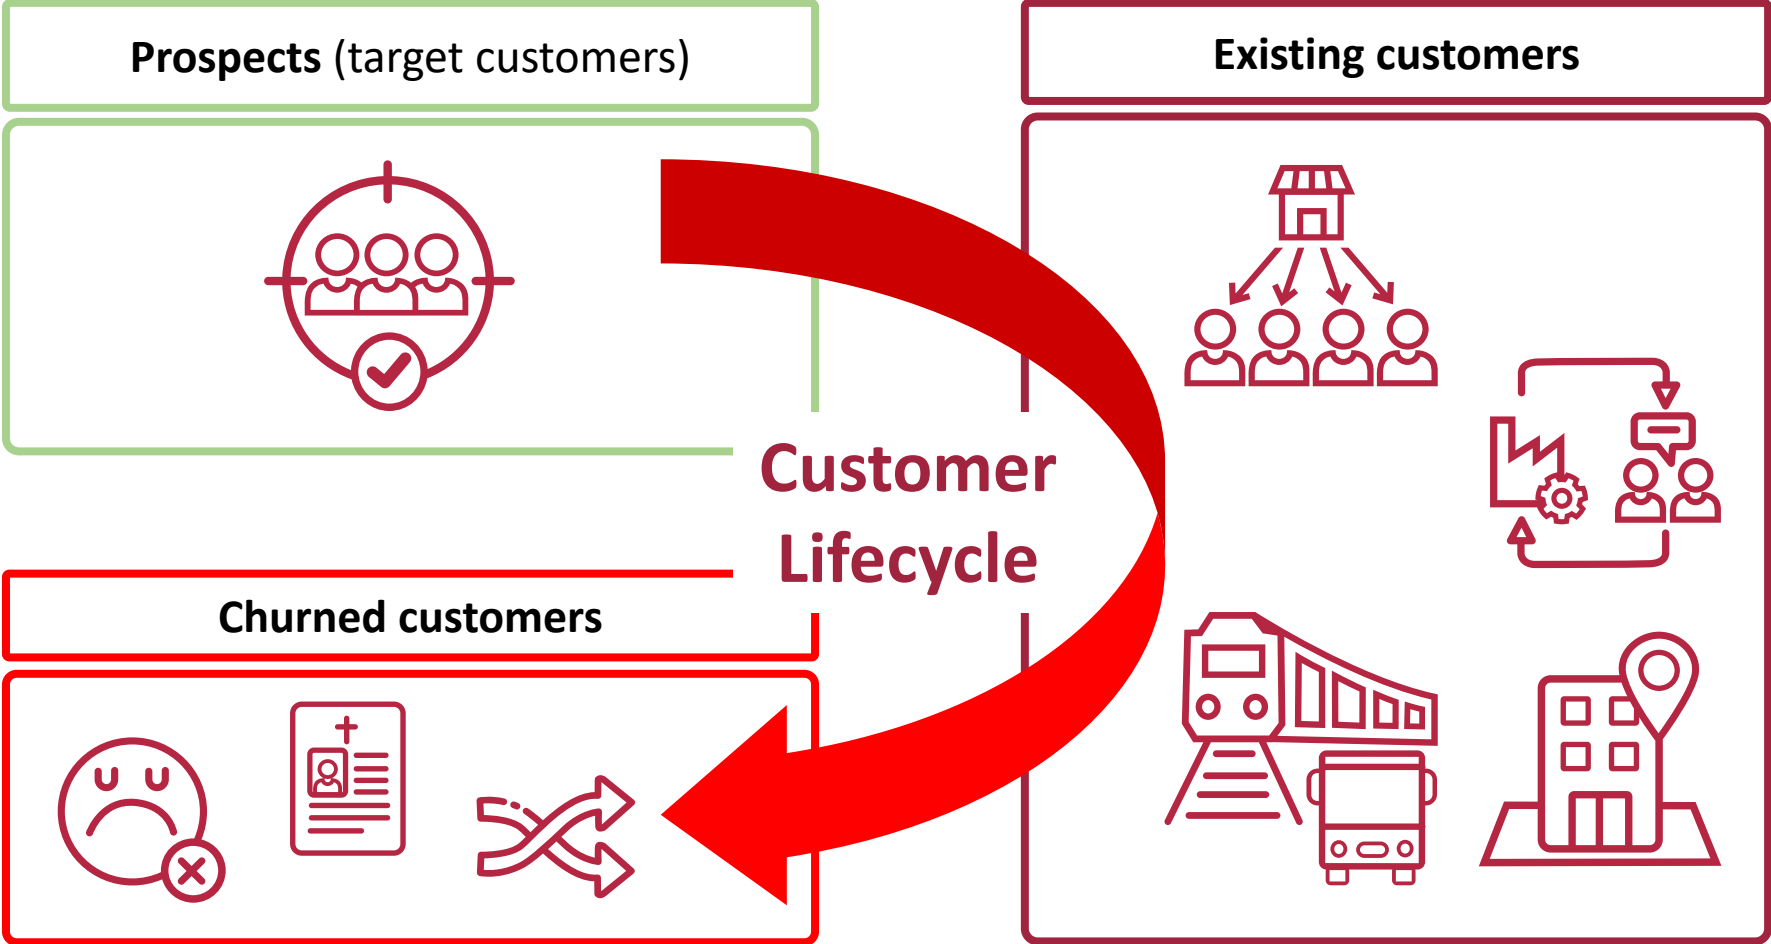 Prospects (target customers)
Existing customers
Customer
Lifecycle
Churned customers